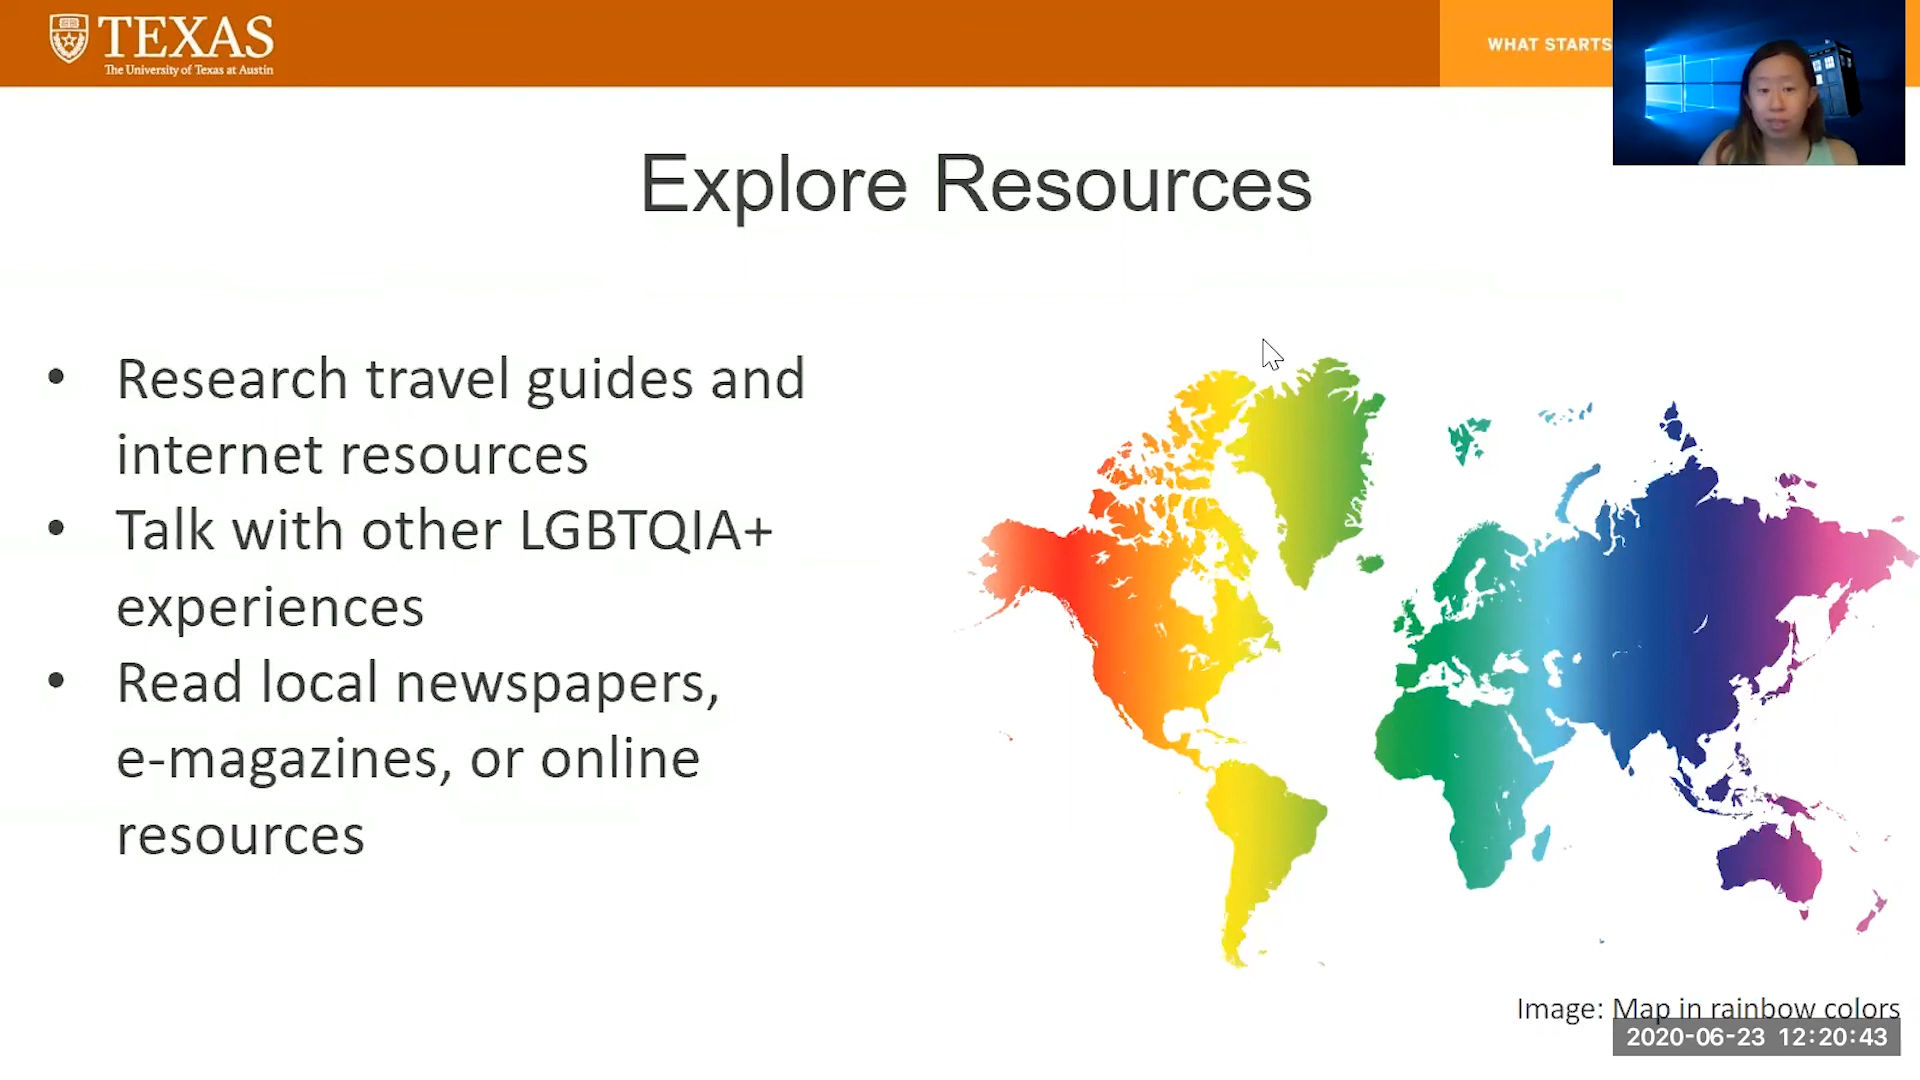 TEXAS
The University of Texas at Austin
WHAT STARTS
Explore Resources
• Research travel guides and
internet resources
• Talk with other LGBTQIA+
experiences
• Read local newspapers,
e-magazines, or online
resources
Image: Map in rainbow colors
2020-06-23 12:20:43